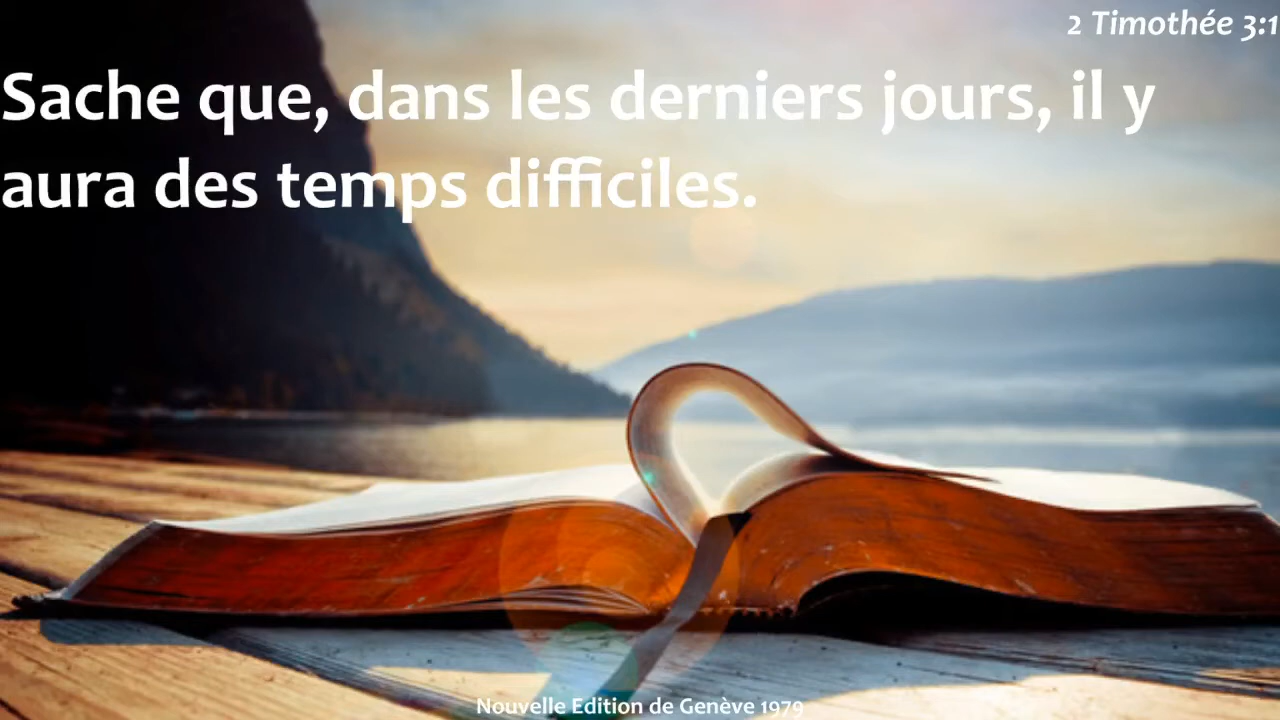 2 Timothée 3:1
Sache que, dans les derniers jours, il y
aura des temps difficiles.
Nouvelle Edition de Genève 1979